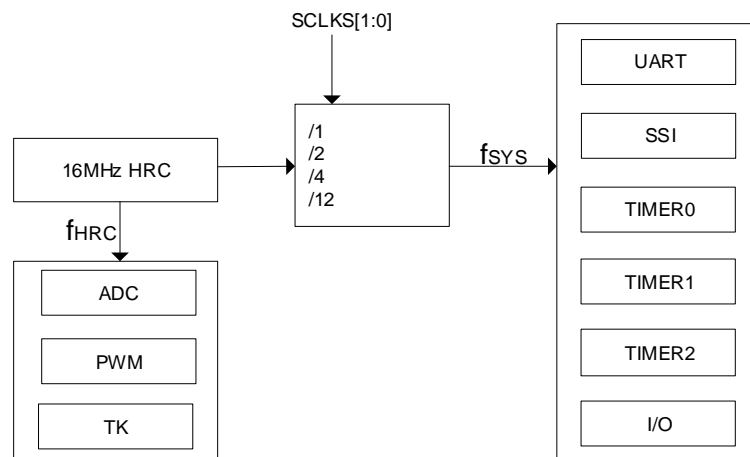 SCLKS[1:0]
16MHz HRC
/1
/2
/4
/12
fSYS
fHRC
ADC
PWM
TK
UART
SSI
TIMER0
TIMER1
TIMER2
I/O